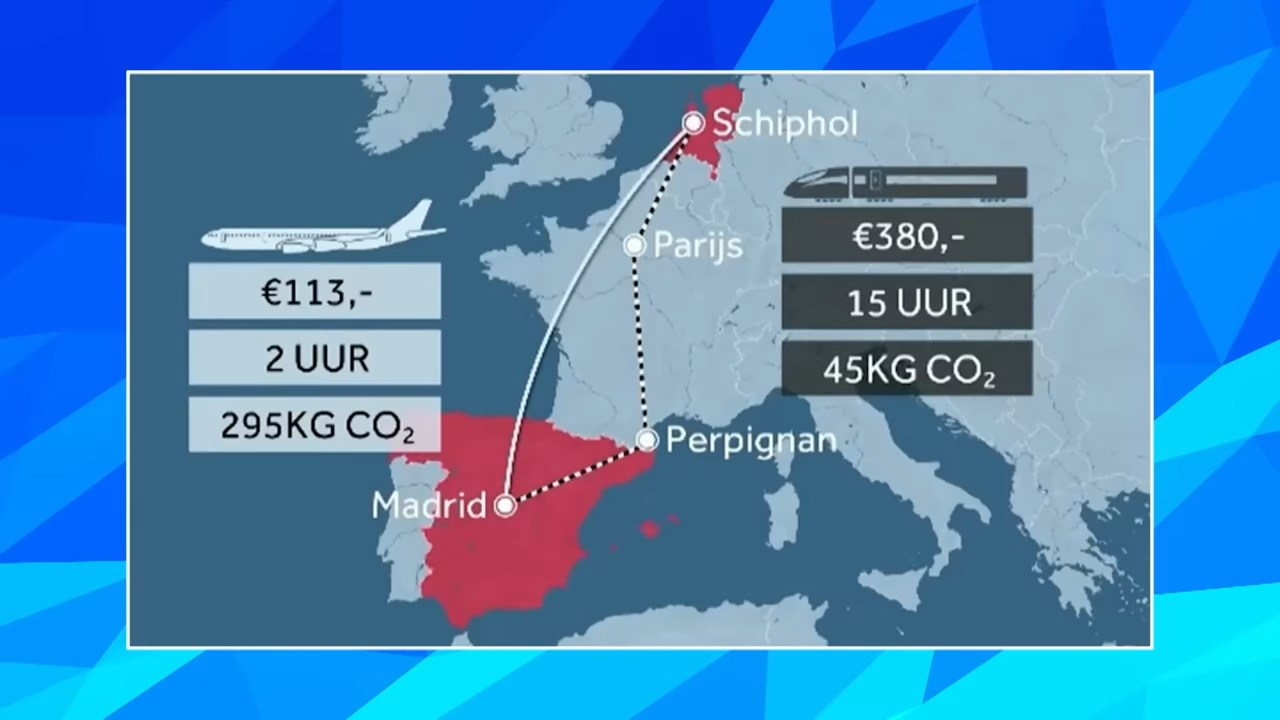 Schiphol
Parijs
€380,-
€113,-
15 UUR
2 UUR
45KG CO₂
295KG CO₂
Perpignan
Madrid